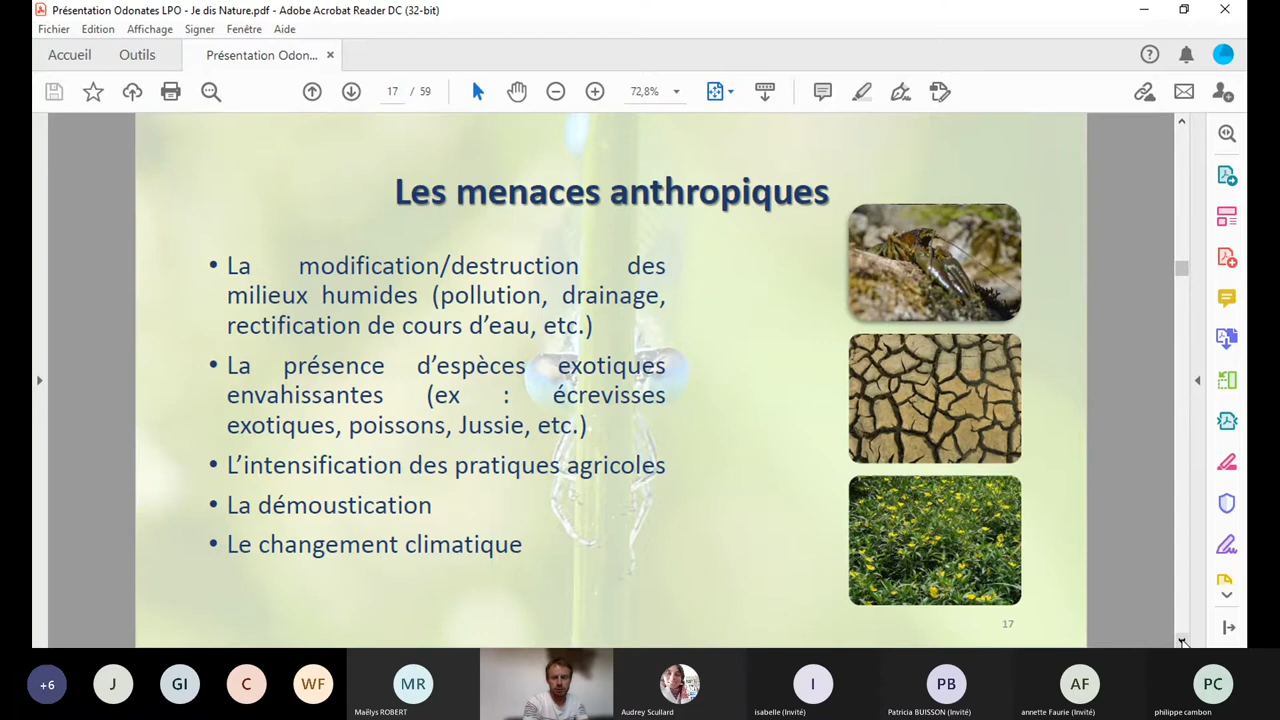 Présentation Odonates LPO - Je dis Nature.pdf - Adobe Acrobat Reader DC (32-bit)
Fichier Edition Affichage Signer Fenêtre Aide
Accueil Outils Présentation Odon... ×
17 / 59 72,8%
Les menaces anthropiques
• La modification/destruction des
milieux humides (pollution, drainage,
rectification de cours d'eau, etc.)
• La présence d'espèces exotiques
envahissantes (ex : écrevisses
exotiques, poissons, Jussie, etc.)
• L'intensification des pratiques agricoles
• La démoustication
• Le changement climatique
17
+6 J GI C WF MR I PB AF PC
Maëlys ROBERT Audrey Scullard isabelle (Invité) Patricia BUISSON (Invité) annette Faurie (Invité) philippe cambon